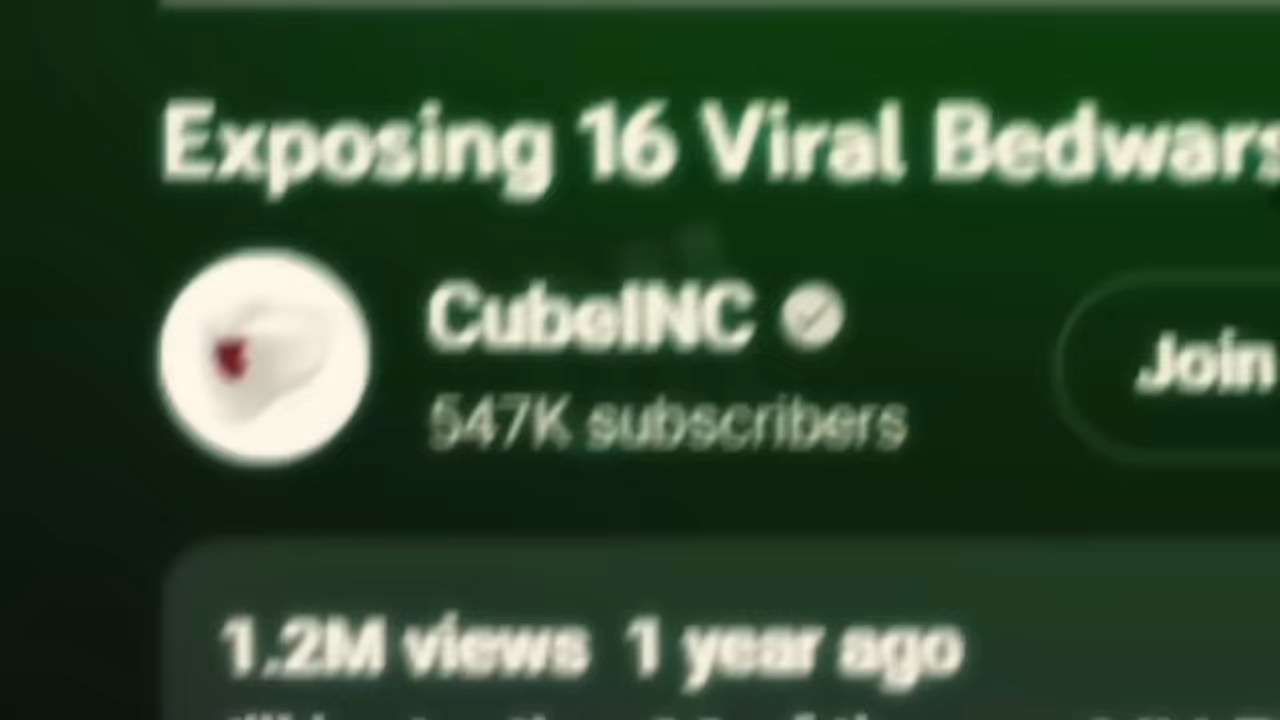 Exposing 16 Viral Bedwars
CubeINC
547K subscribers
Join
1.2M views 1 year ago